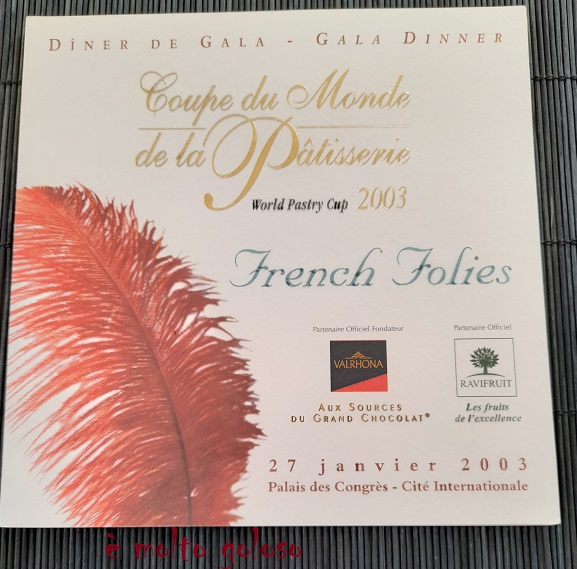 DÎNER DE GALA - GALA DINNER
Coupe du Monde
de la Pâtisserie
World Pastry Cup 2003
French Folies
Partenaire Officiel Fondateur
VALRHONA
AUX SOURCES
DU GRAND CHOCOLAT®
Partenaire Officiel
RAVIFRUIT
Les fruits
de l'excellence
27 janvier 2003
Palais des Congrès - Cité Internationale
è molto goloso